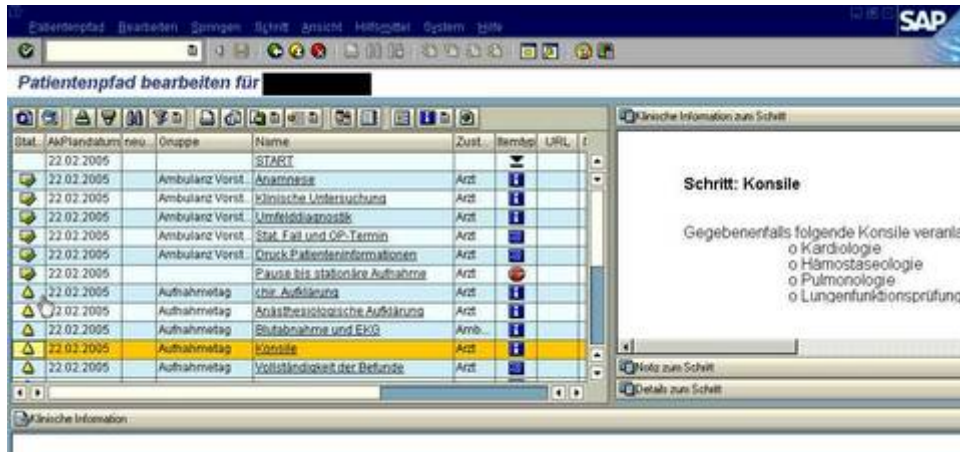 Patientenpfad Bearbeiten Springen Schritt Ansicht Hilfsmittel System Hilfe
SAP
Patientenpfad bearbeiten für
Stat. AkPlandatum neu... Gruppe Name Zust... Itemtyp URL
22.02.2005 START
22.02.2005 Ambulanz Vorst... Anamnese Arzt
22.02.2005 Ambulanz Vorst... Klinische Untersuchung Arzt
22.02.2005 Ambulanz Vorst... Umfelddiagnostik Arzt
22.02.2005 Ambulanz Vorst... Stat. Fall und OP-Termin Arzt
22.02.2005 Ambulanz Vorst... Druck Patienteninformationen Arzt
22.02.2005 Pause bis stationäre Aufnahme Arzt
22.02.2005 Aufnahmetag chir. Aufklärung Arzt
22.02.2005 Aufnahmetag Anästhesiologische Aufklärung Arzt
22.02.2005 Aufnahmetag Blutabnahme und EKG Amb...
22.02.2005 Aufnahmetag Konsile Arzt
22.02.2005 Aufnahmetag Vollständigkeit der Befunde Arzt
Klinische Information zum Schritt
Schritt: Konsile
Gegebenenfalls folgende Konsile veranla
o Kardiologie
o Hämostaseologie
o Pulmonologie
o Lungenfunktionsprüfung
Notiz zum Schritt
Details zum Schritt
Klinische Information